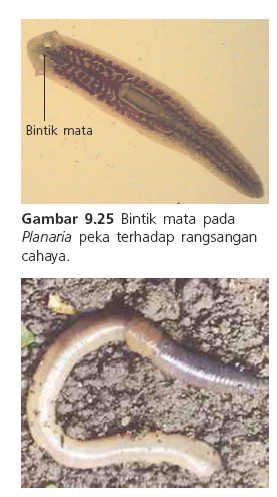 Bintik mata
Gambar 9.25 Bintik mata pada
Planaria peka terhadap rangsangan
cahaya.